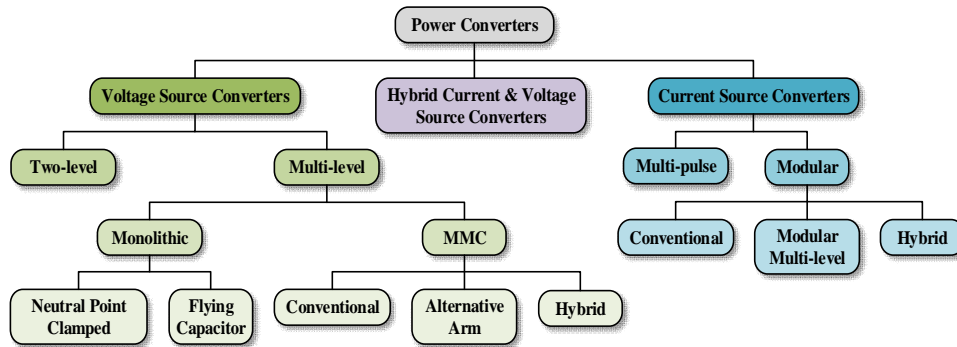 Power Converters
Voltage Source Converters
Hybrid Current & Voltage
Source Converters
Current Source Converters
Two-level
Multi-level
Multi-pulse
Modular
Monolithic
MMC
Conventional
Modular
Multi-level
Hybrid
Neutral Point
Clamped
Flying
Capacitor
Conventional
Alternative
Arm
Hybrid